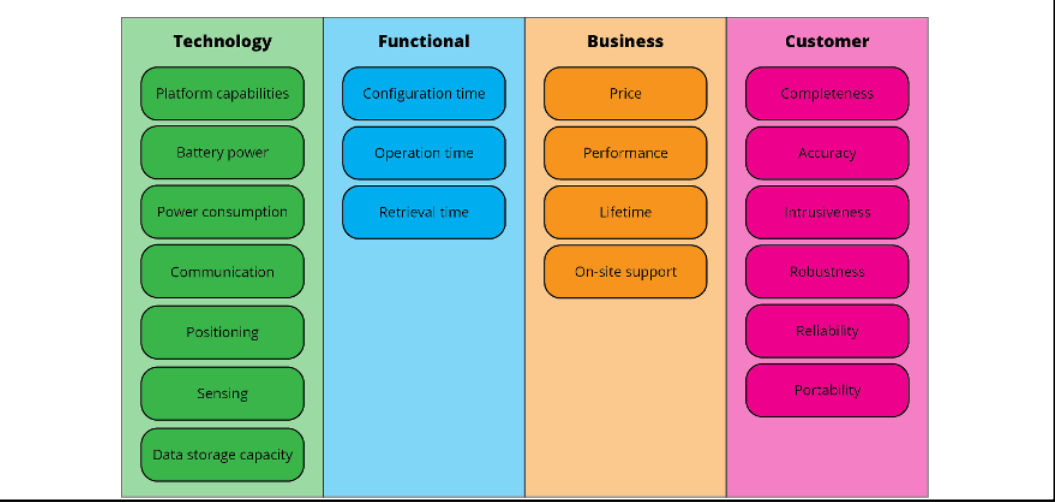 Technology
Platform capabilities
Battery power
Power consumption
Communication
Positioning
Sensing
Data storage capacity
Functional
Configuration time
Operation time
Retrieval time
Business
Price
Performance
Lifetime
On-site support
Customer
Completeness
Accuracy
Intrusiveness
Robustness
Reliability
Portability